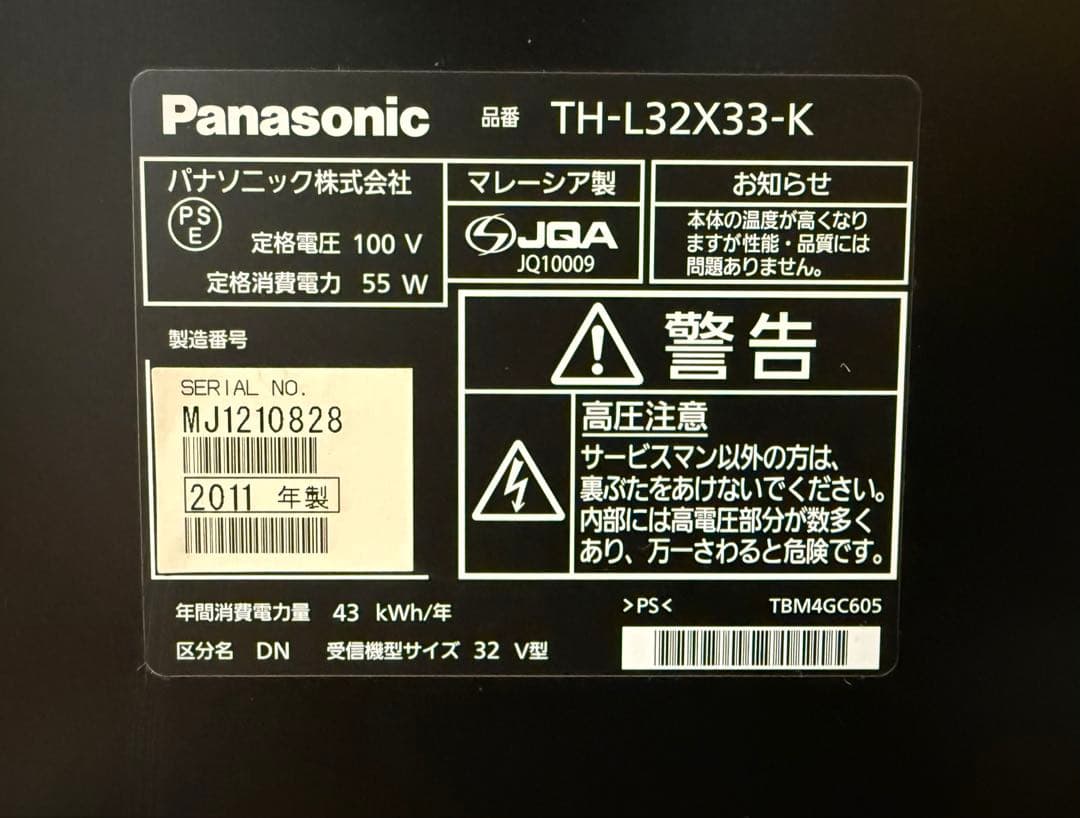 Panasonic 品番 TH-L32X33-K
パナソニック株式会社
PS
E
定格電圧 100 V
定格消費電力 55 W
マレーシア製
JQA
JQ10009
お知らせ
本体の温度が高くなり
ますが性能・品質には
問題ありません。
警告
高圧注意
サービスマン以外の方は、
裏ぶたをあけないでください。
内部には高電圧部分が数多く
あり、万一さわると危険です。
製造番号
SERIAL NO.
MJ1210828
2011 年製
年間消費電力量 43 kWh/年
区分名 DN 受信機型サイズ 32 V型
>PS< TBM4GC605